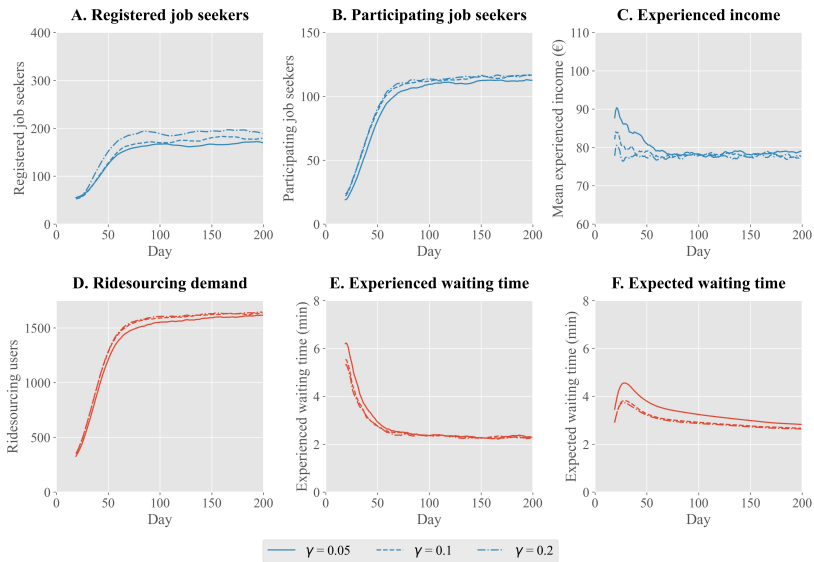 A. Registered job seekers
B. Participating job seekers
C. Experienced income
Registered job seekers
400
300
200
100
0
0 50 100 150 200
Day
Participating job seekers
150
100
50
0
0 50 100 150 200
Day
Mean experienced income (€)
110
100
90
80
70
60
0 50 100 150 200
Day
D. Ridesourcing demand
E. Experienced waiting time
F. Expected waiting time
Ridesourcing users
1500
1000
500
0
0 50 100 150 200
Day
Experienced waiting time (min)
8
6
4
2
0
0 50 100 150 200
Day
Expected waiting time (min)
8
6
4
2
0
0 50 100 150 200
Day
γ = 0.05 γ = 0.1 γ = 0.2